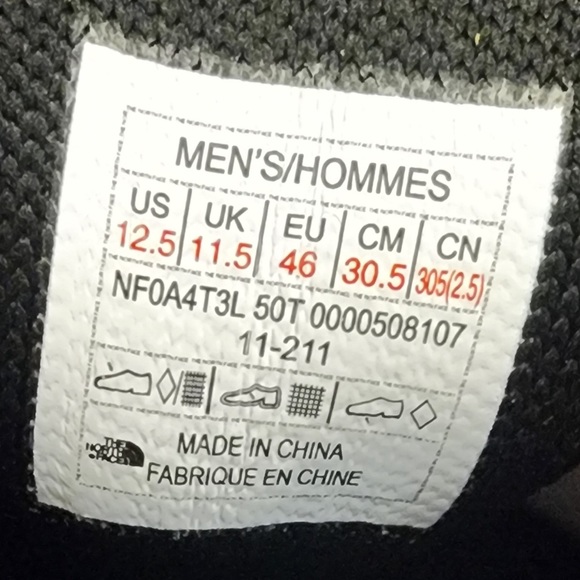 MEN'S/HOMMES
US UK EU CM CN
12.5 11.5 46 30.5 305(2.5)
NF0A4T3L 50T 0000508107
11-211
THE
NORTH
FACE
MADE IN CHINA
FABRIQUE EN CHINE